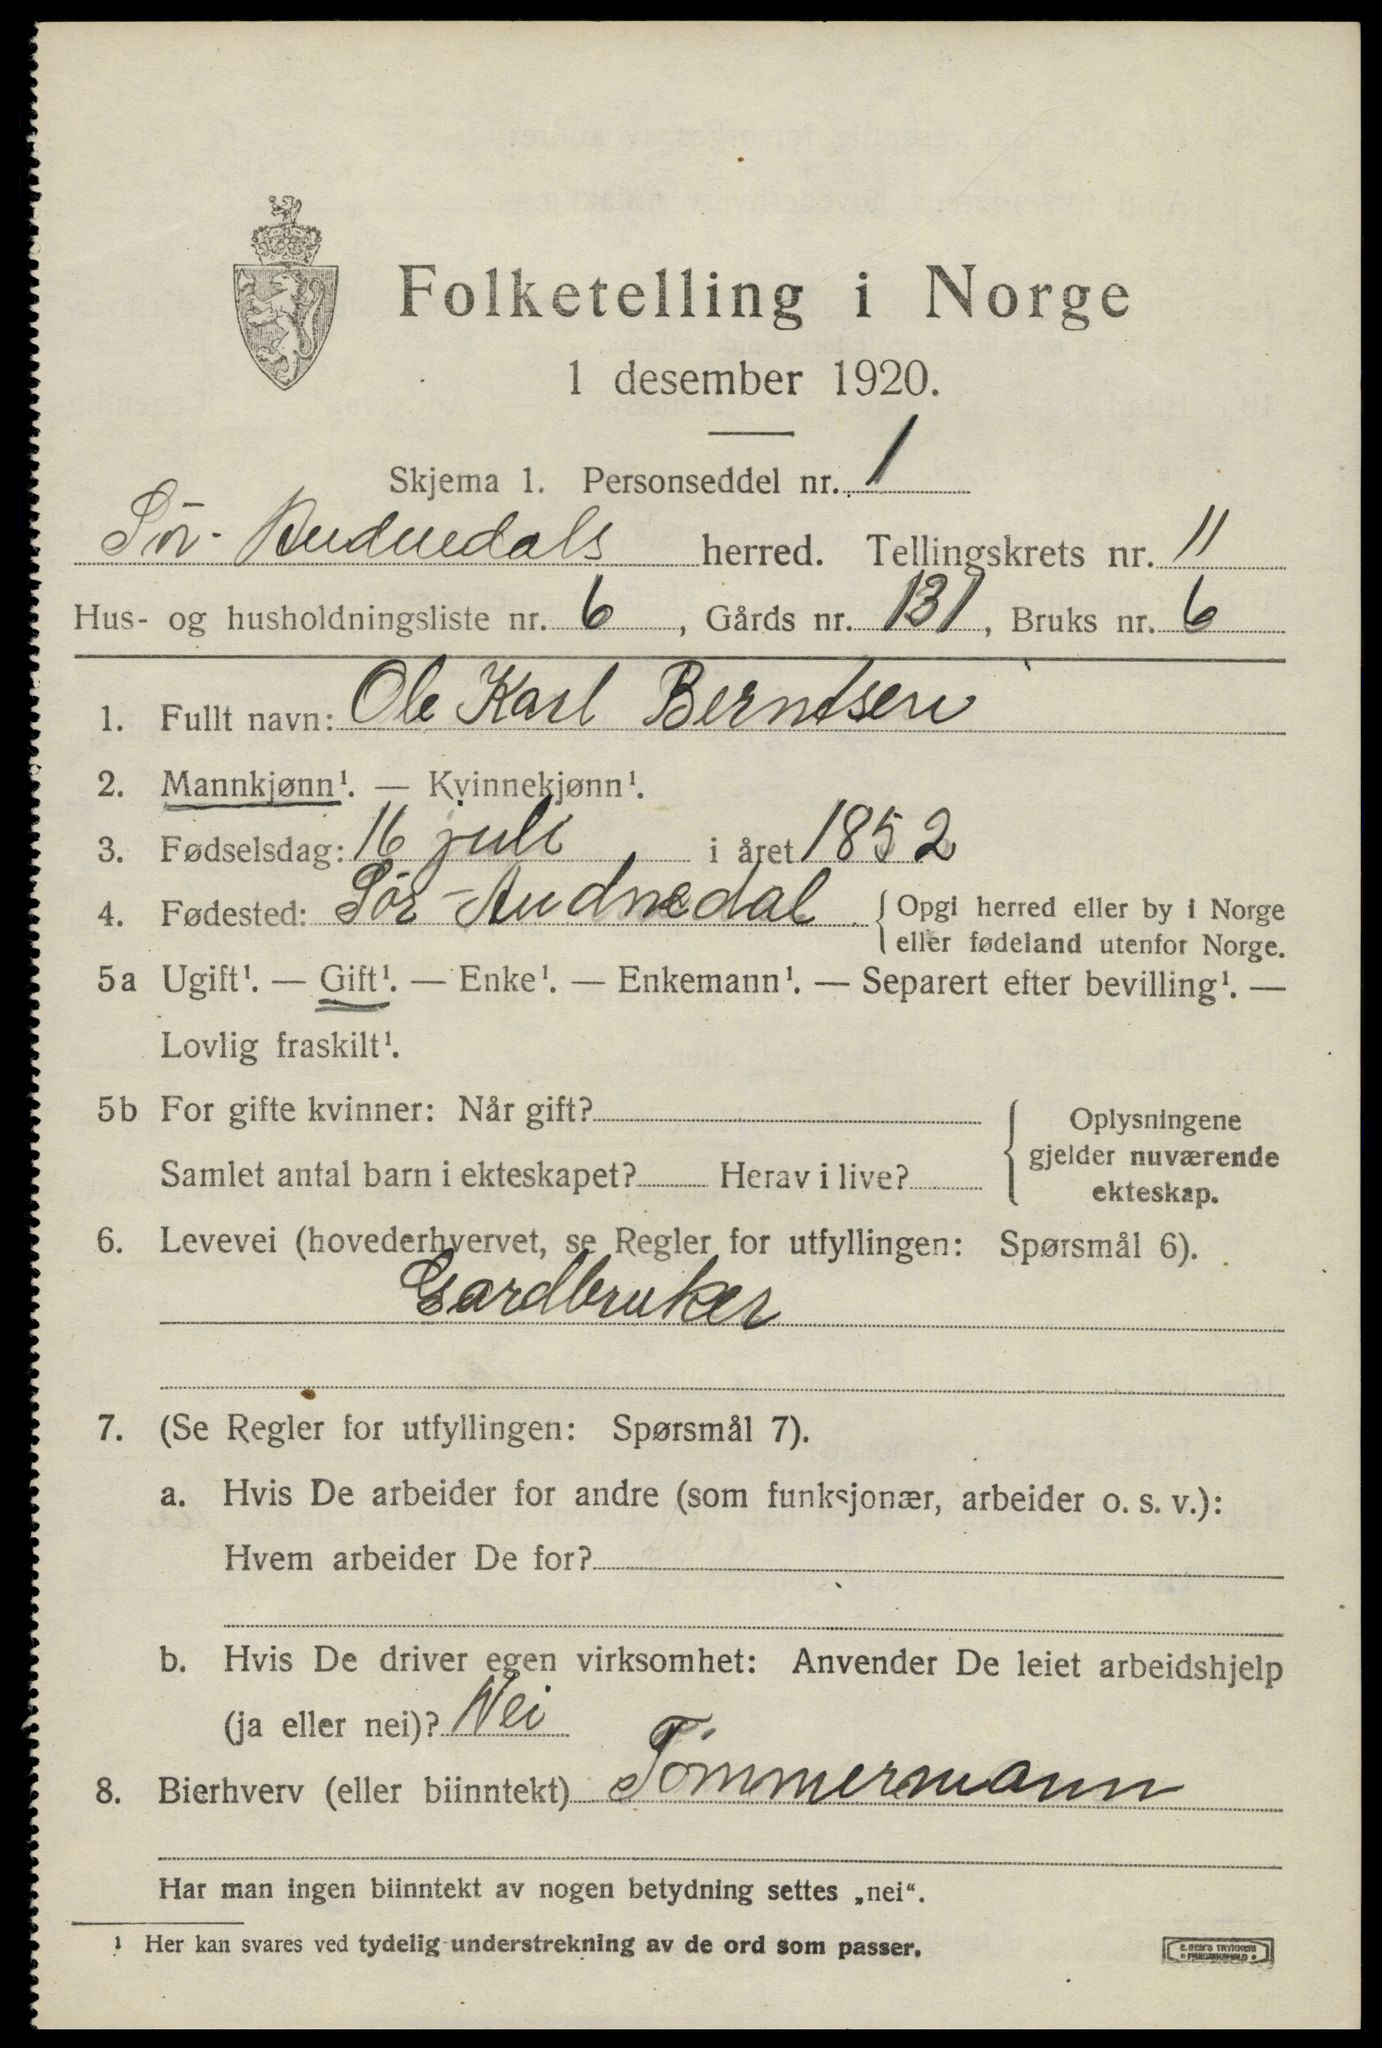 Folketelling i Norge
1 desember 1920.
Skjema 1. Personseddel nr. 1
Sör-Audnedals herred. Tellingskrets nr. 11
Hus- og husholdningsliste nr. 6, Gårds nr. 131, Bruks nr. 6
1. Fullt navn: Ole Karl Berntsen
2. Mannkjønn¹. — Kvinnekjønn¹.
3. Fødselsdag: 16 juli i året 1852
4. Fødested: Sör-Audnedal {Opgi herred eller by i Norge
eller fødeland utenfor Norge.
5a Ugift¹. — Gift¹. — Enke¹. — Enkemann¹. — Separert efter bevilling¹. —
Lovlig fraskilt¹.
5b For gifte kvinner: Når gift?
Samlet antal barn i ekteskapet? Herav i live?
Oplysningene
gjelder nuværende
ekteskap.
6. Levevei (hovederhvervet, se Regler for utfyllingen: Spørsmål 6).
Gardbruker
7. (Se Regler for utfyllingen: Spørsmål 7).
a. Hvis De arbeider for andre (som funksjonær, arbeider o. s. v.):
Hvem arbeider De for?
b. Hvis De driver egen virksomhet: Anvender De leiet arbeidshjelp
(ja eller nei)? Nei
8. Bierhverv (eller biinntekt) Tömmermann
Har man ingen biinntekt av nogen betydning settes „nei“.
¹ Her kan svares ved tydelig understrekning av de ord som passer.
E. SEM'S TRYKKERI
• FREDRIKSHALD •